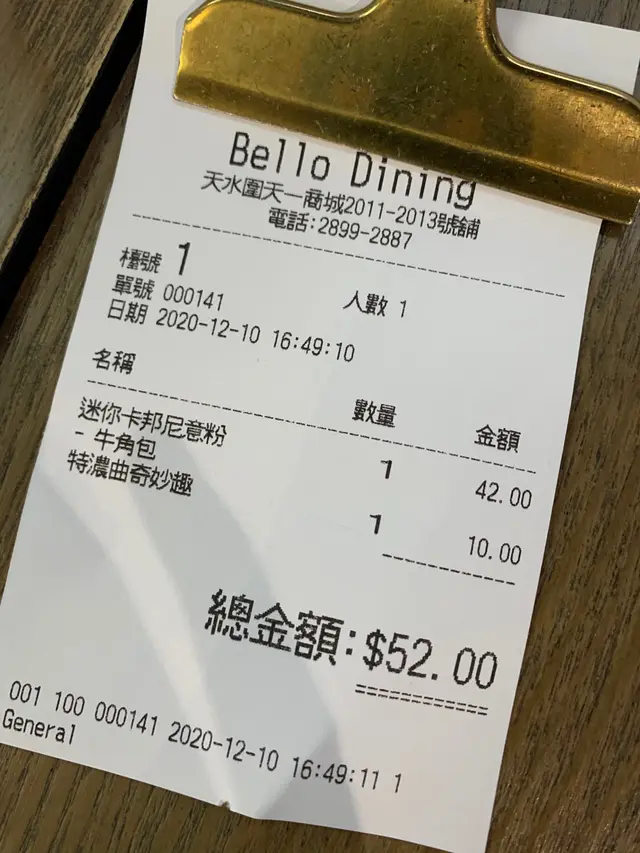 Bello Dining
天水圍天一商城2011-2013號舖
電話:2899-2887
檯號 1 人數 1
單號 000141
日期 2020-12-10 16:49:10
名稱 數量 金額
迷你卡邦尼意粉 1 42.00
- 牛角包
特濃曲奇妙趣 1 10.00
總金額:$52.00
001 100 000141 2020-12-10 16:49:11 1
General